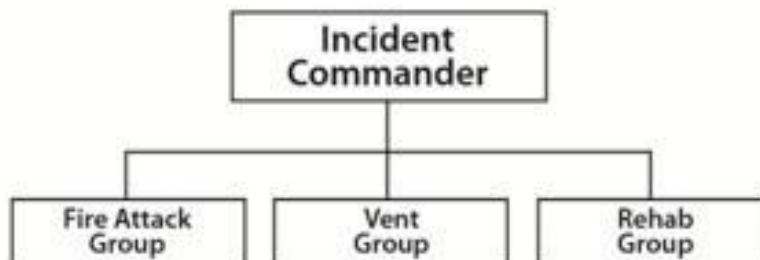 Incident
Commander
Fire Attack
Group
Vent
Group
Rehab
Group